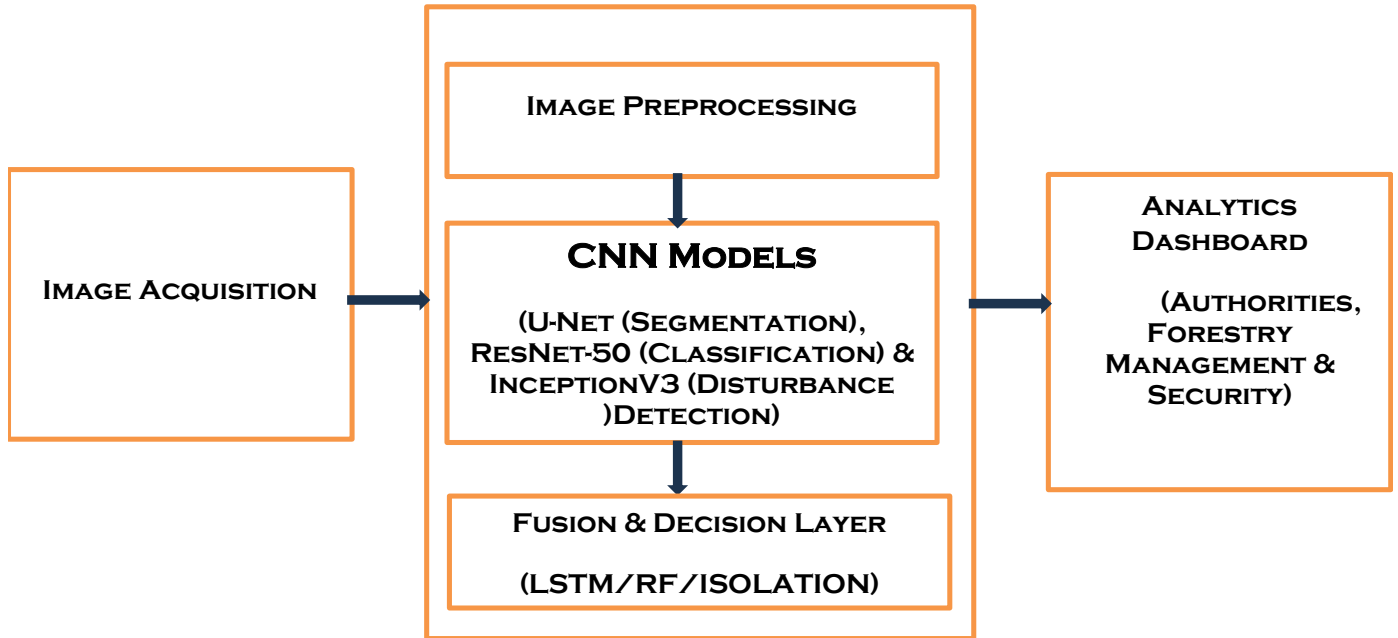 Image Preprocessing
Image Acquisition
CNN Models
(U-Net (Segmentation),
ResNet-50 (Classification) &
InceptionV3 (Disturbance
)Detection)
Fusion & Decision Layer
(LSTM/RF/ISOLATION)
Analytics
Dashboard
(Authorities,
Forestry
Management &
Security)